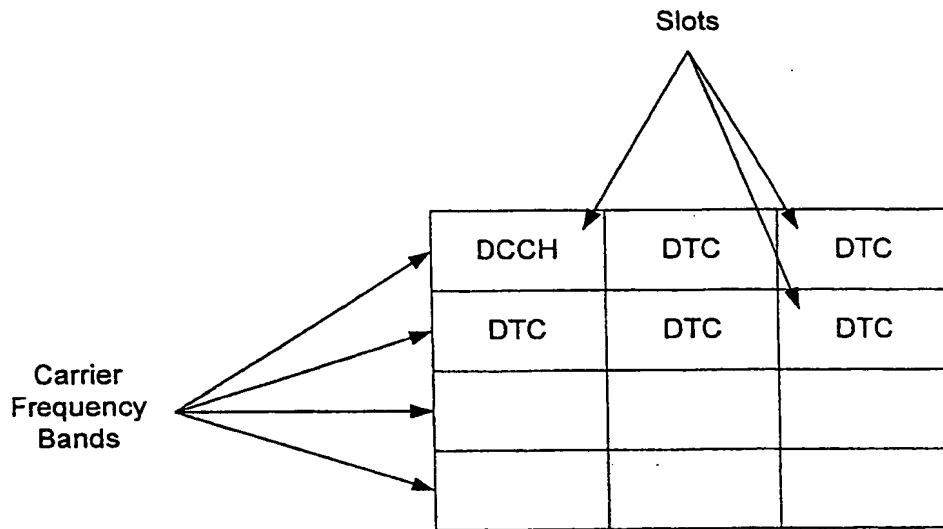 Slots
DCCH DTC DTC
DTC DTC DTC
Carrier
Frequency
Bands